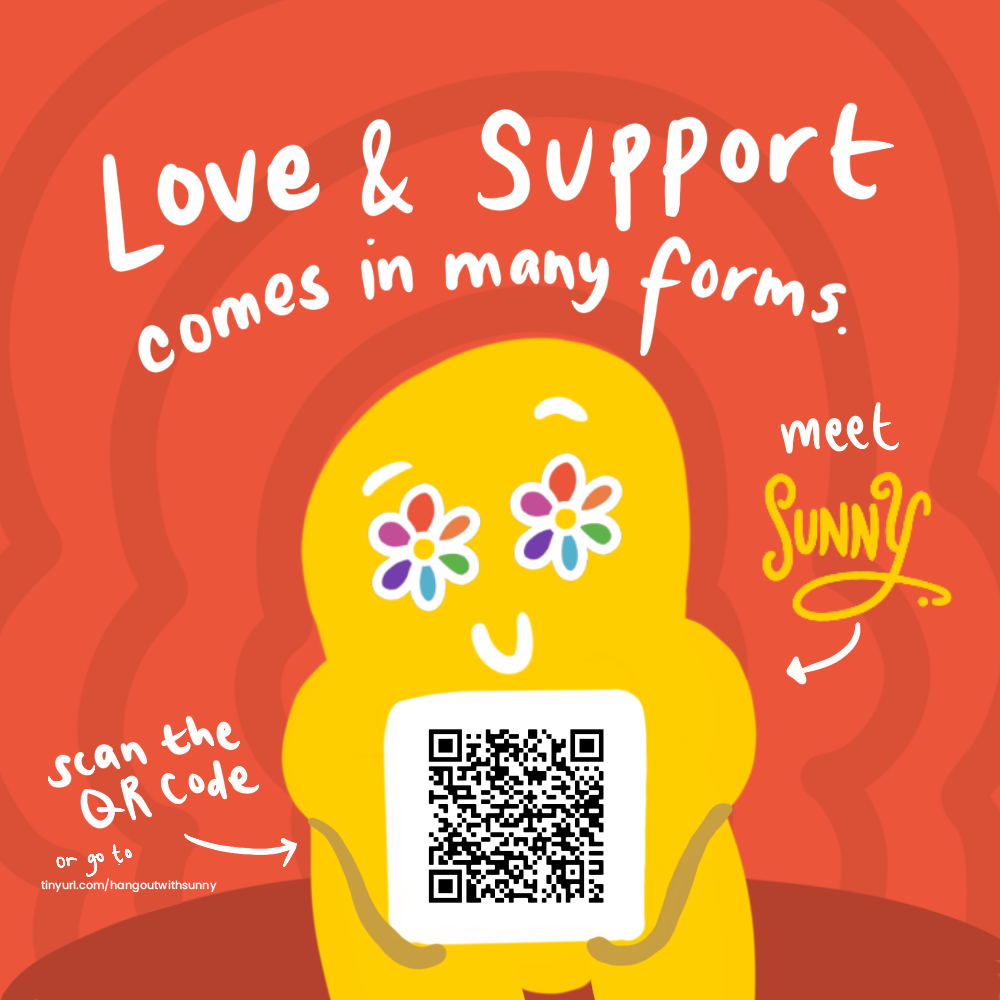 Love & Support
comes in many forms.
meet
SUNNY
scan the
QR code
or go to
tinyurl.com/hangoutwithsunny